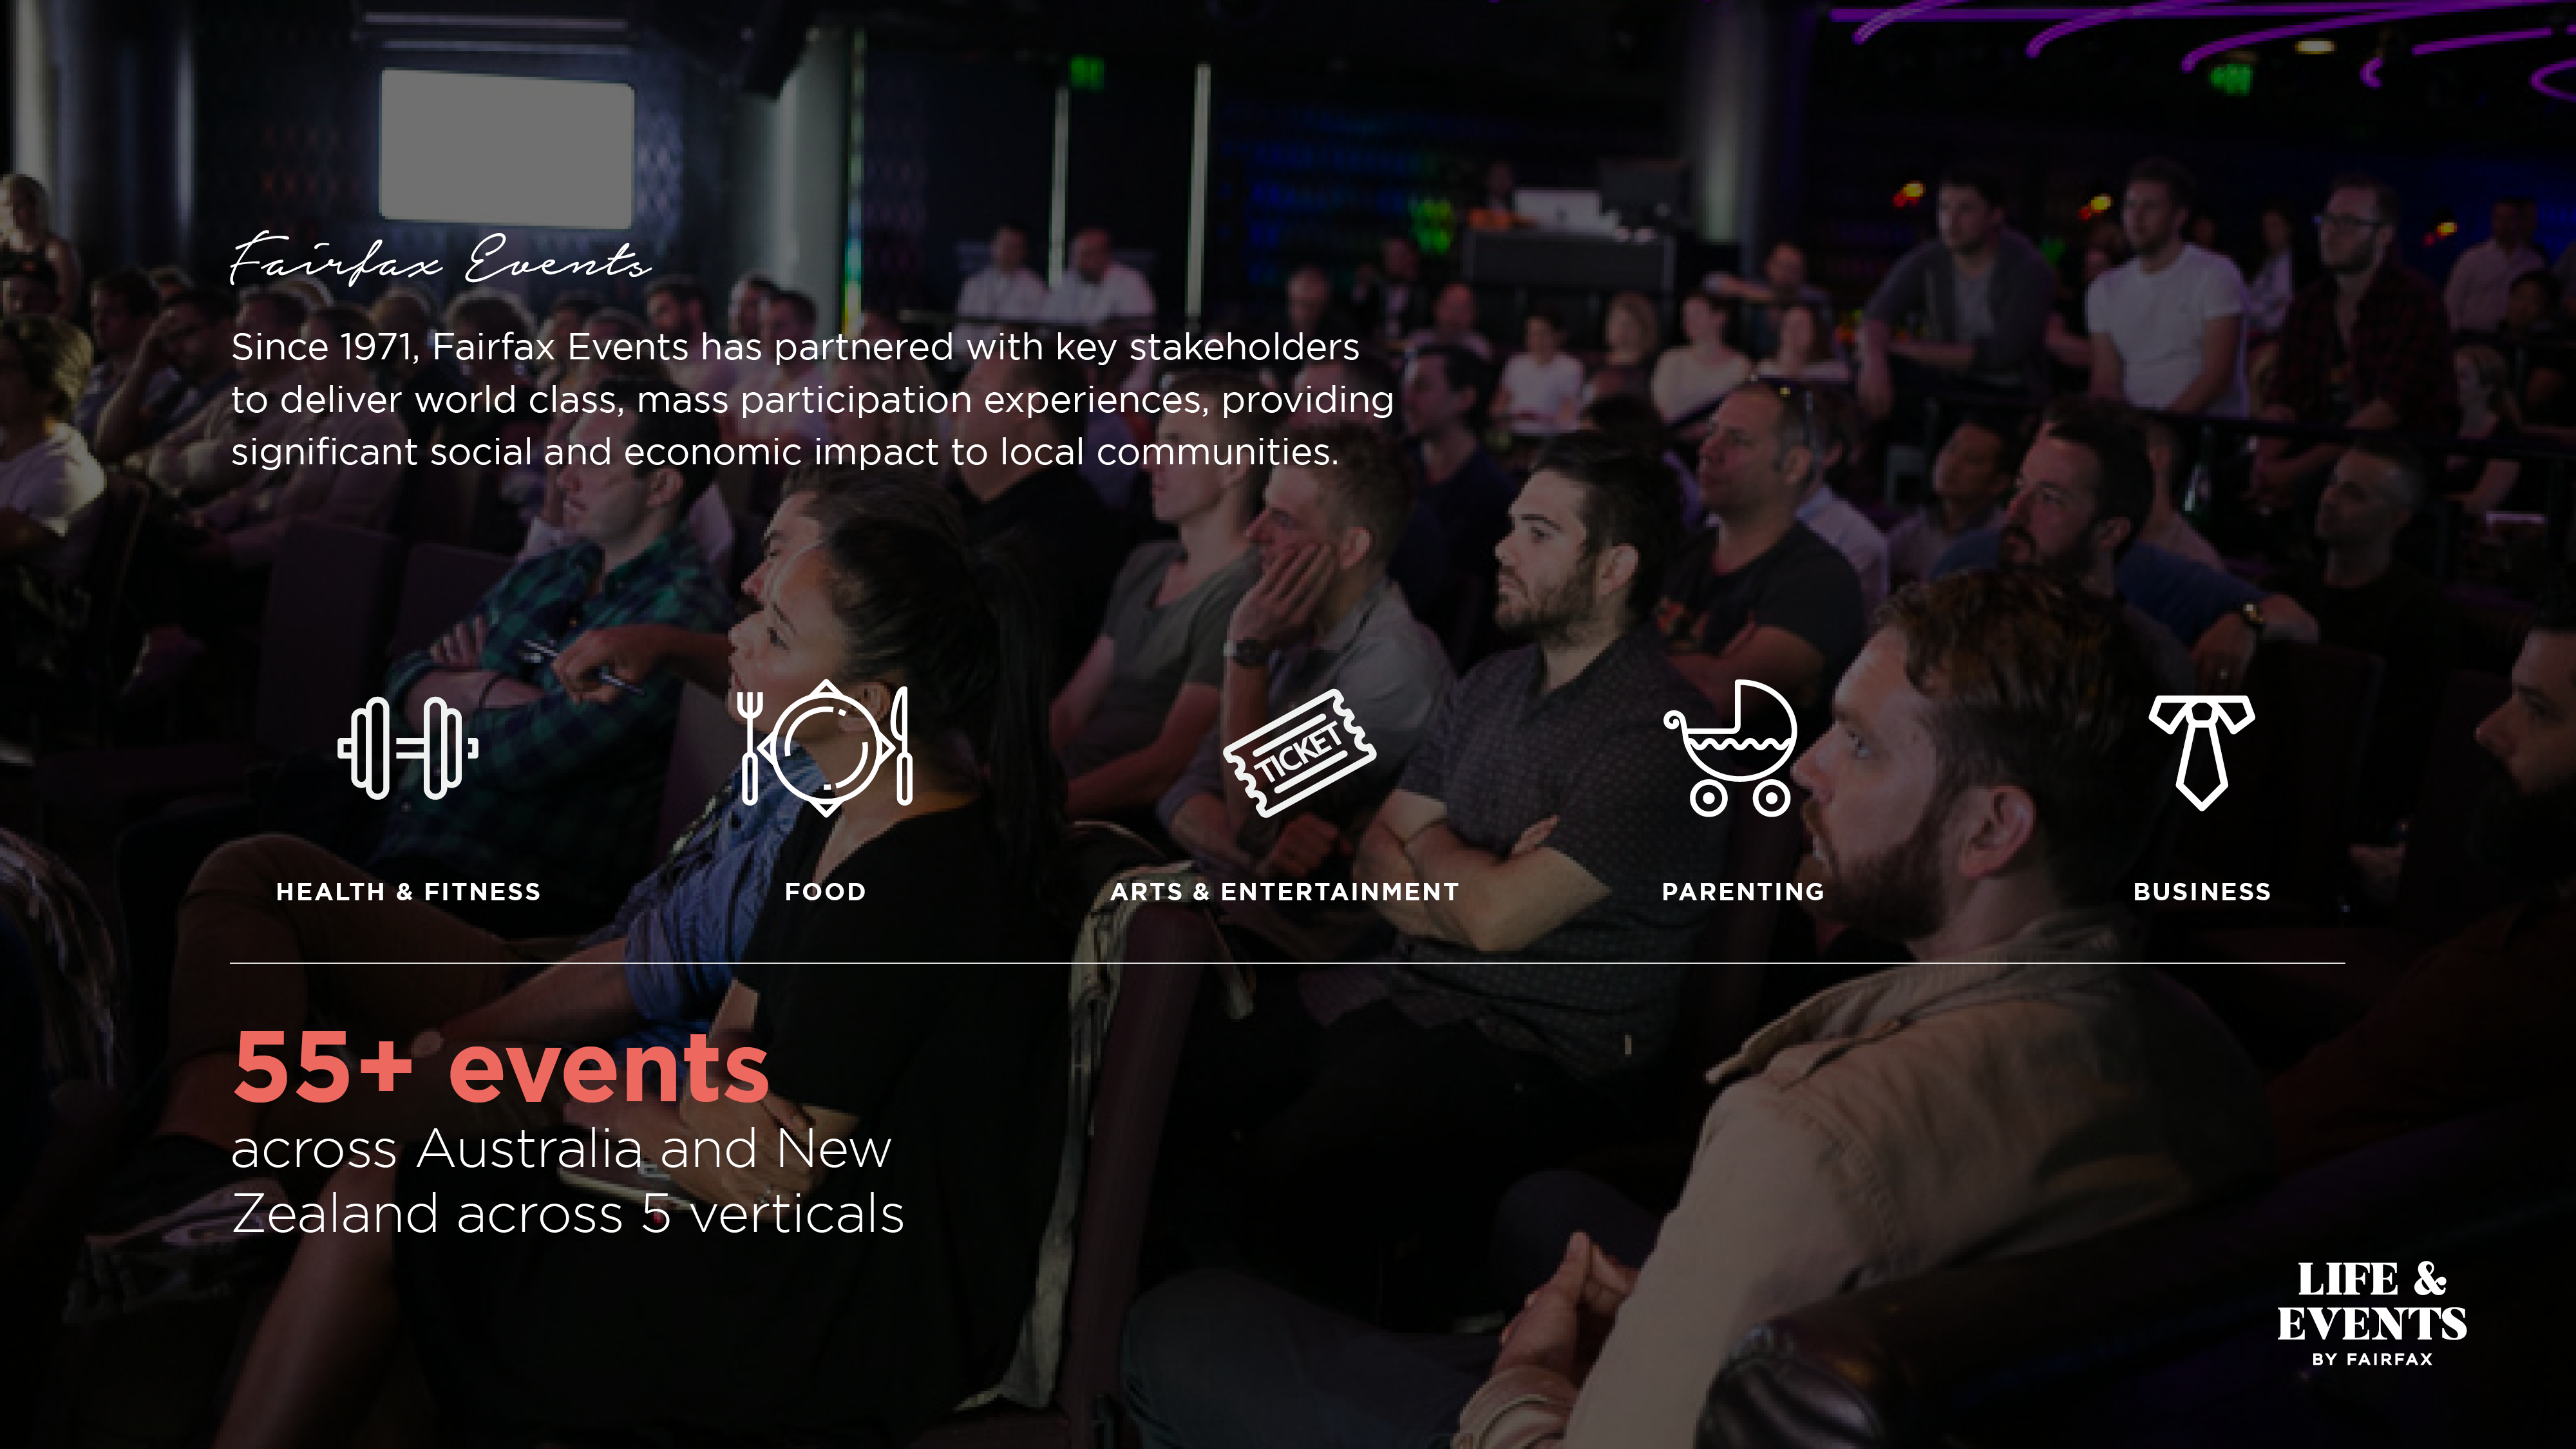 Fairfax Events
Since 1971, Fairfax Events has partnered with key stakeholders
to deliver world class, mass participation experiences, providing
significant social and economic impact to local communities.
TICKET
HEALTH & FITNESS
FOOD
ARTS & ENTERTAINMENT
PARENTING
BUSINESS
55+ events
across Australia and New
Zealand across 5 verticals
LIFE &
EVENTS
BY FAIRFAX